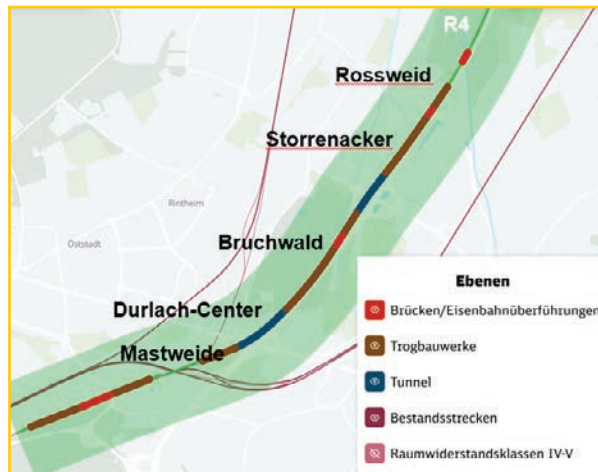 R4
Rossweid
Storrenacker
Rintheim
Oststadt
Bruchwald
Durlach-Center
Mastweide
Ebenen
Brücken/Eisenbahnüberführungen
Trogbauwerke
Tunnel
Bestandsstrecken
Raumwiderstandsklassen IV-V